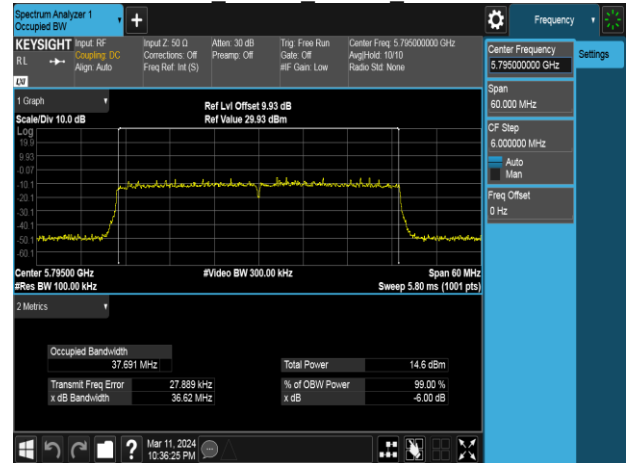 Spectrum Analyzer 1
Occupied BW
Frequency
KEYSIGHT
RL
LXI
Input: RF
Coupling: DC
Align: Auto
Input Z: 50 Ω
Corrections: Off
Freq Ref: Int (S)
Atten: 30 dB
Preamp: Off
Trig: Free Run
Gate: Off
#IF Gain: Low
Center Freq: 5.795000000 GHz
Avg|Hold: 10/10
Radio Std: None
Center Frequency
5.795000000 GHz
Settings
Span
60.000 MHz
CF Step
6.000000 MHz
Auto
Man
Freq Offset
0 Hz
1 Graph
Scale/Div 10.0 dB
Ref Lvl Offset 9.93 dB
Ref Value 29.93 dBm
Log
19.9
9.93
-0.07
-10.1
-20.1
-30.1
-40.1
-50.1
-60.1
Center 5.79500 GHz
#Video BW 300.00 kHz
Span 60 MHz
#Res BW 100.00 kHz
Sweep 5.80 ms (1001 pts)
2 Metrics
Occupied Bandwidth
37.691 MHz
Total Power 14.6 dBm
Transmit Freq Error 27.889 kHz
% of OBW Power 99.00 %
x dB Bandwidth 36.62 MHz
x dB -6.00 dB
?
Mar 11, 2024
10:36:25 PM